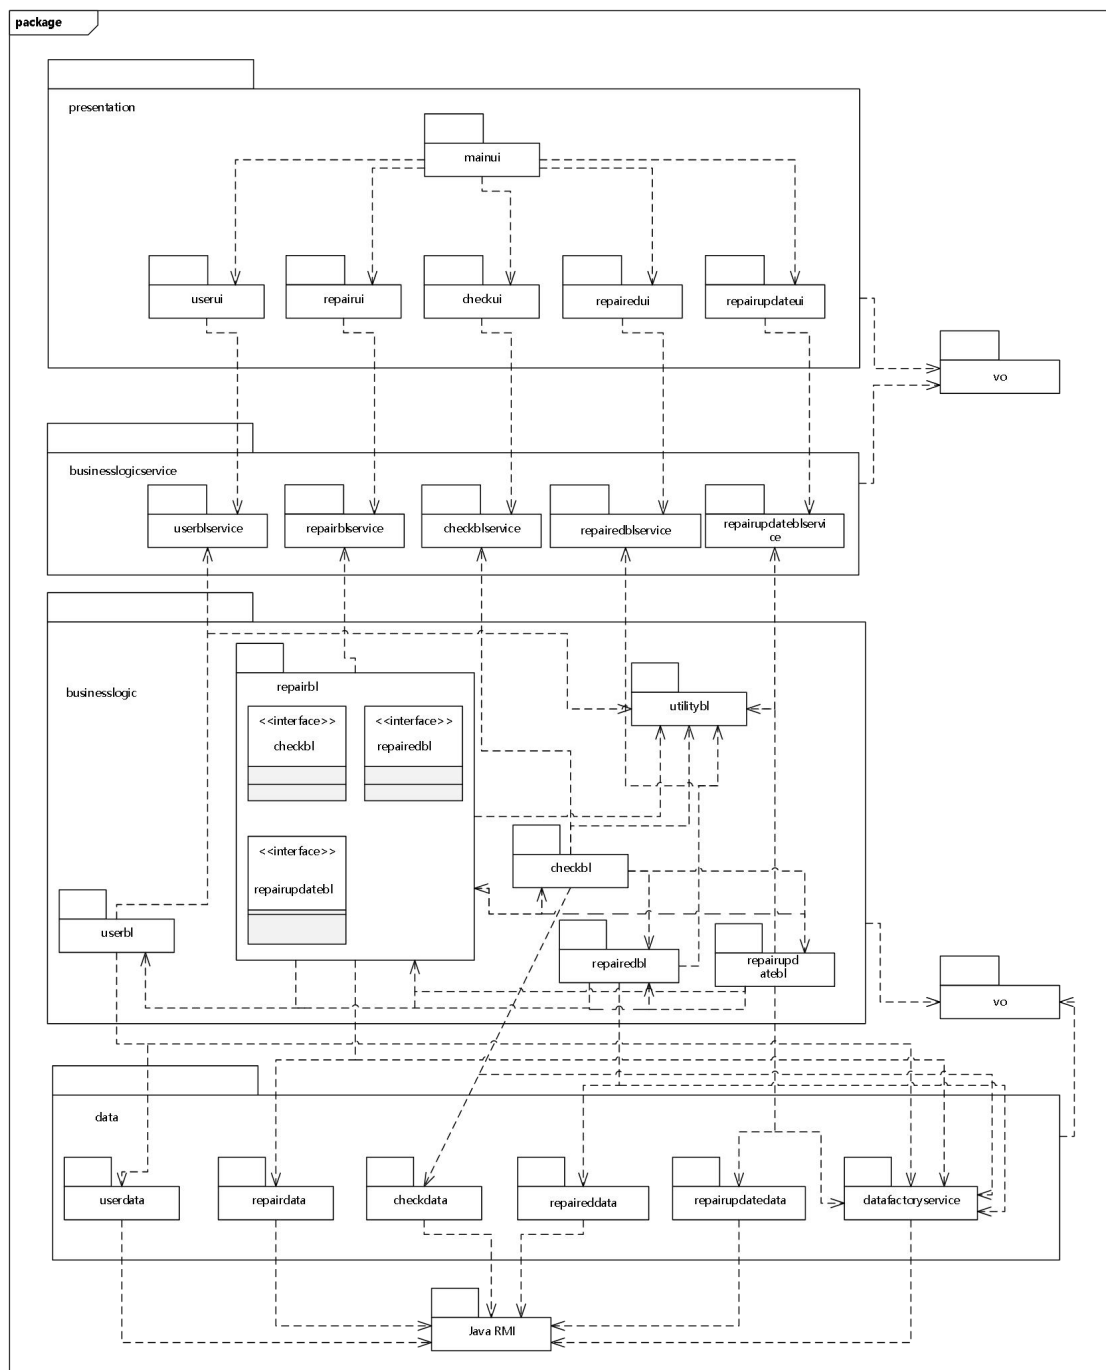 package
presentation
mainui
userui
repairui
checkui
repairedui
repairupdateui
vo
businesslogicservice
userblservice
repairblservice
checkblservice
repairedblservice
repairupdateblservi
ce
businesslogic
repairbl
<<interface>>
checkbl
<<interface>>
repairedbl
<<interface>>
repairupdatebl
utilitybl
checkbl
userbl
repairedbl
repairupd
atebl
vo
data
userdata
repairdata
checkdata
repaireddata
repairupdatedata
datafactoryservice
Java RMI